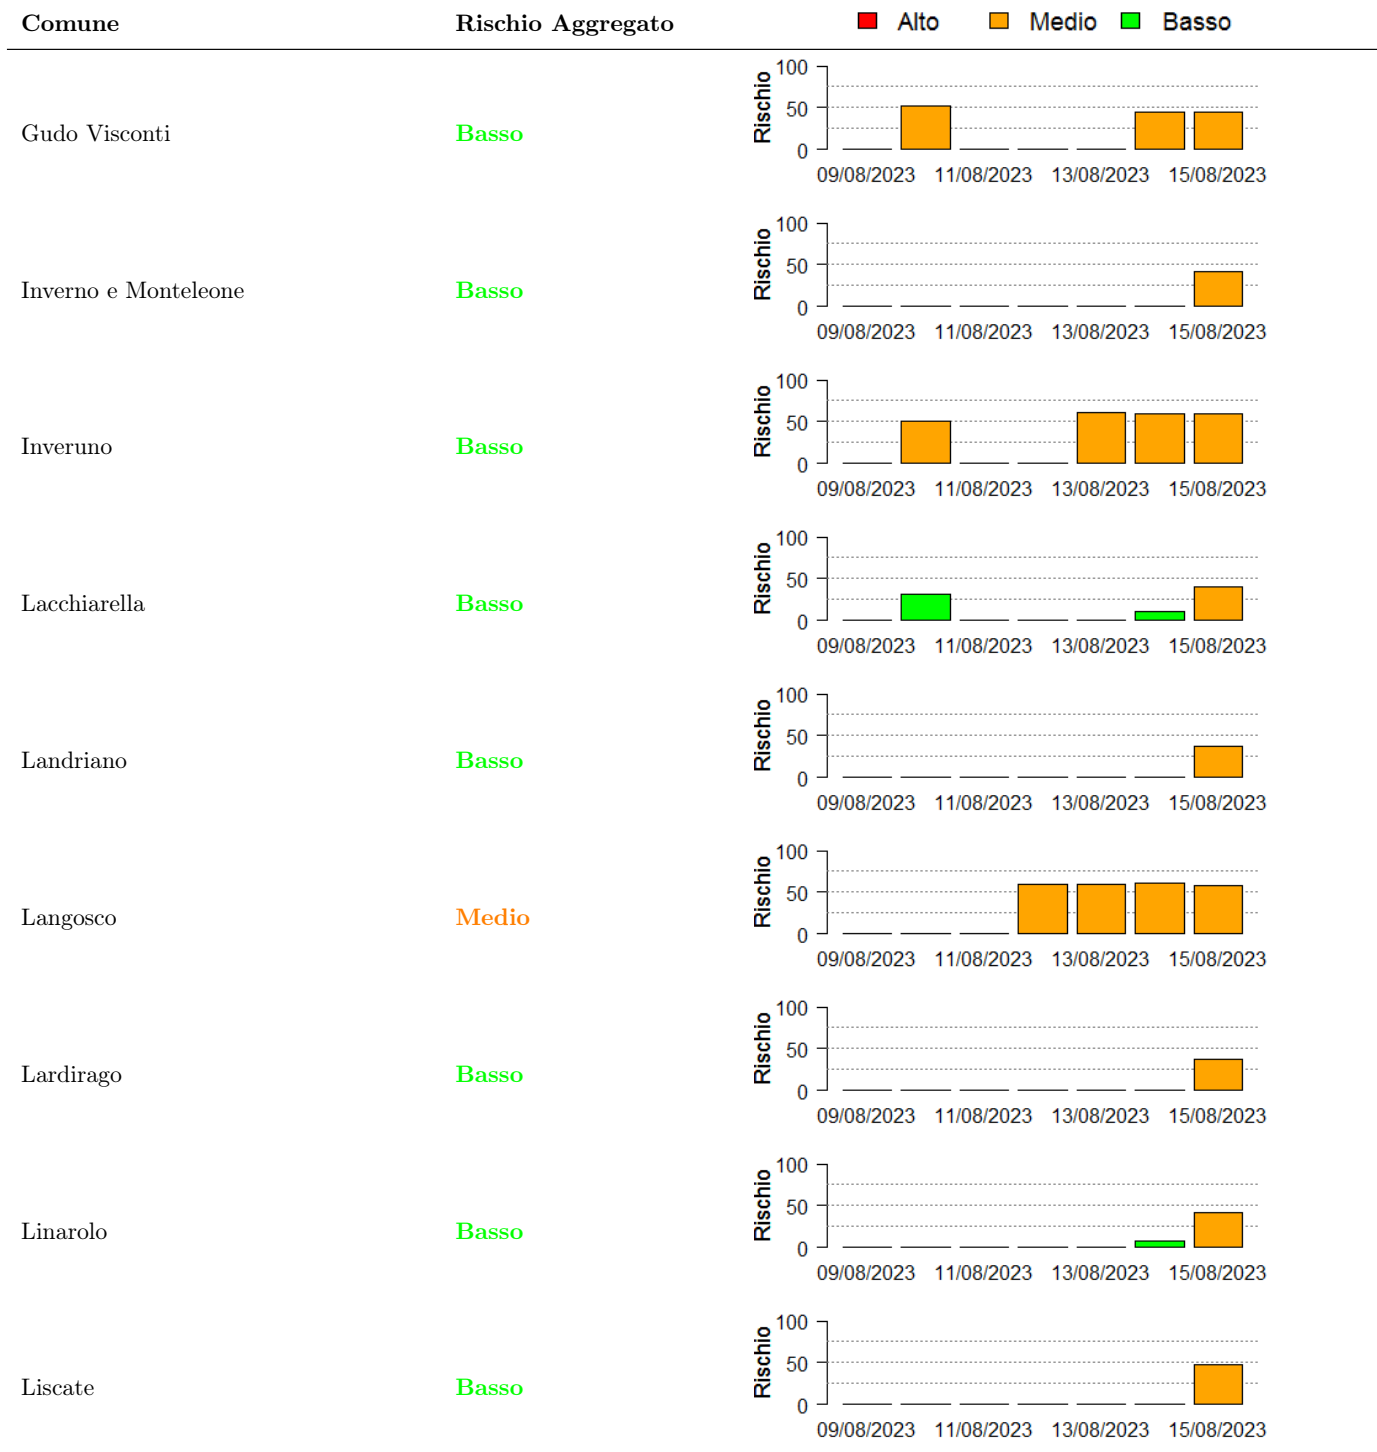 Comune Rischio Aggregato Alto Medio Basso
100
50
0
Rischio
Gudo Visconti Basso
09/08/2023 11/08/2023 13/08/2023 15/08/2023
100
50
0
Rischio
Inverno e Monteleone Basso
09/08/2023 11/08/2023 13/08/2023 15/08/2023
100
50
0
Rischio
Inveruno Basso
09/08/2023 11/08/2023 13/08/2023 15/08/2023
100
50
0
Rischio
Lacchiarella Basso
09/08/2023 11/08/2023 13/08/2023 15/08/2023
100
50
0
Rischio
Landriano Basso
09/08/2023 11/08/2023 13/08/2023 15/08/2023
100
50
0
Rischio
Langosco Medio
09/08/2023 11/08/2023 13/08/2023 15/08/2023
100
50
0
Rischio
Lardirago Basso
09/08/2023 11/08/2023 13/08/2023 15/08/2023
100
50
0
Rischio
Linarolo Basso
09/08/2023 11/08/2023 13/08/2023 15/08/2023
100
50
0
Rischio
Liscate Basso
09/08/2023 11/08/2023 13/08/2023 15/08/2023